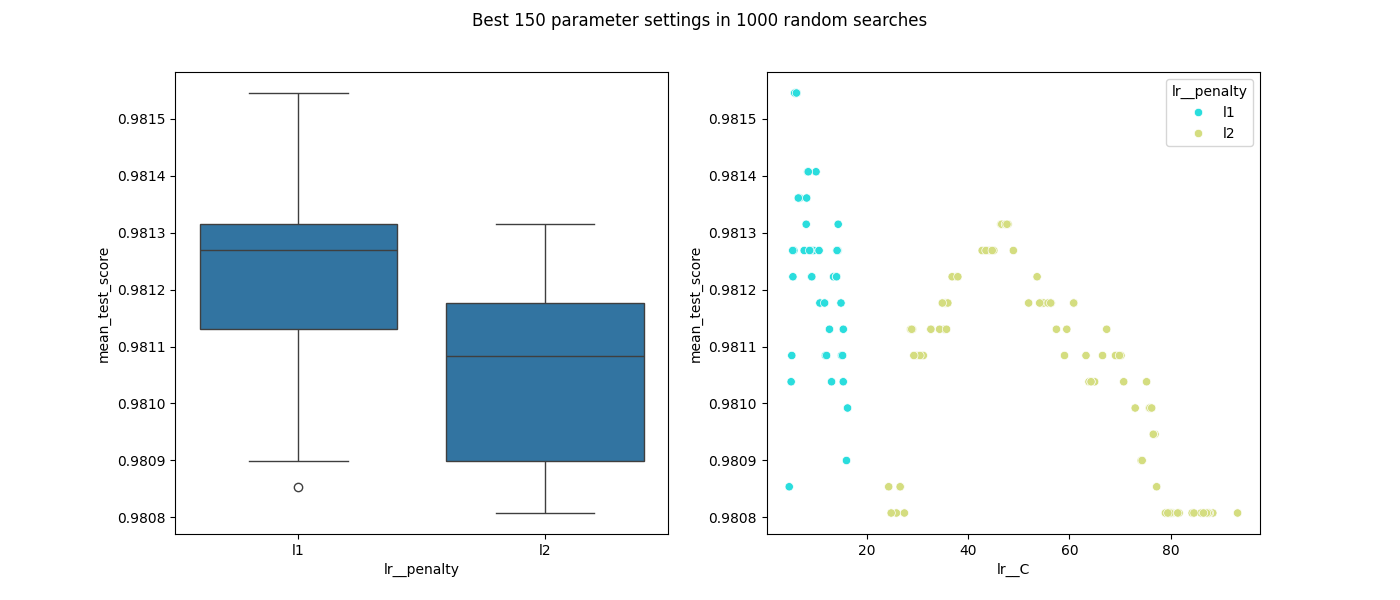 Best 150 parameter settings in 1000 random searches
mean_test_score
0.9815
0.9814
0.9813
0.9812
0.9811
0.9810
0.9809
0.9808
l1
l2
lr__penalty
mean_test_score
0.9815
0.9814
0.9813
0.9812
0.9811
0.9810
0.9809
0.9808
20
40
60
80
lr__C
lr__penalty
l1
l2